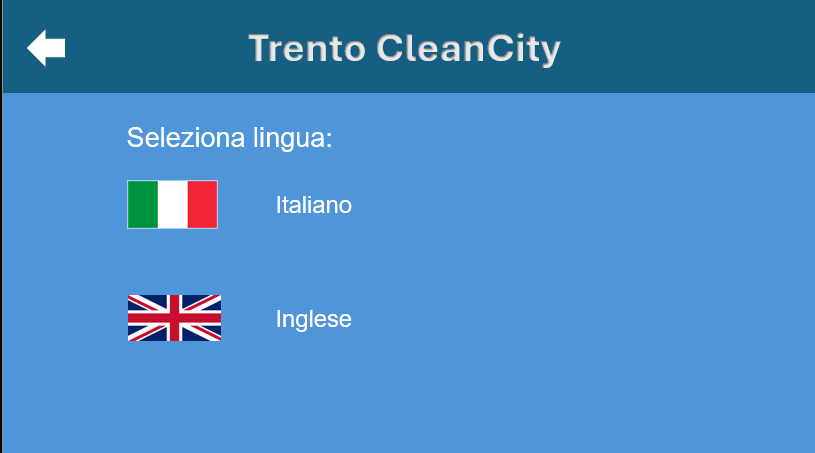 Trento CleanCity
Seleziona lingua:
Italiano
Inglese